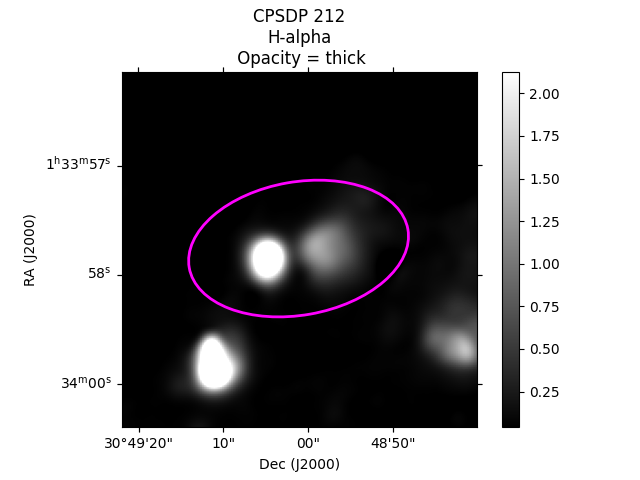 CPSDP 212
H-alpha
Opacity = thick
2.00
1.75
1.50
1.25
1.00
0.75
0.50
0.25
1ʰ33ᵐ57ˢ
58ˢ
34ᵐ00ˢ
RA (J2000)
30°49'20" 10" 00" 48'50"
Dec (J2000)